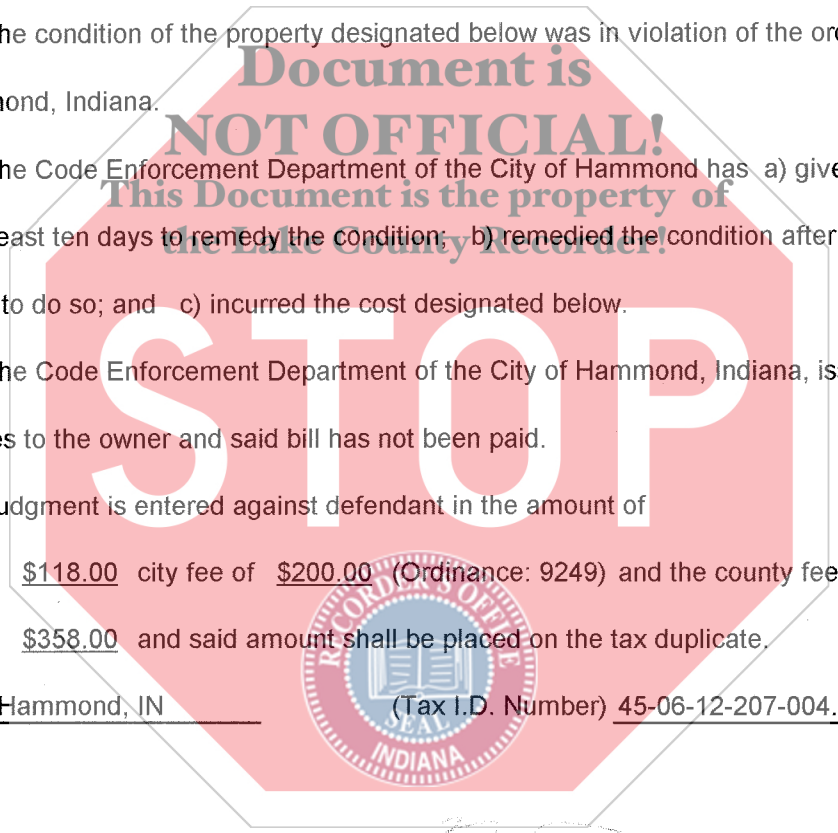 he condition of the property designated below was in violation of the ord
Document is
ond, Indiana.
NOT OFFICIAL!
he Code Enforcement Department of the City of Hammond has a) give
This Document is the property of
east ten days to remedy the condition; b) remedied the condition after
the Lake County Recorder!
to do so; and c) incurred the cost designated below.
STOP
he Code Enforcement Department of the City of Hammond, Indiana, is
s to the owner and said bill has not been paid.
udgment is entered against defendant in the amount of
$118.00 city fee of $200.00 (Ordinance: 9249) and the county fee
RECORDER'S OFFICE
$358.00 and said amount shall be placed on the tax duplicate.
Hammond, IN (Tax I.D. Number) 45-06-12-207-004.
SEAL
INDIANA